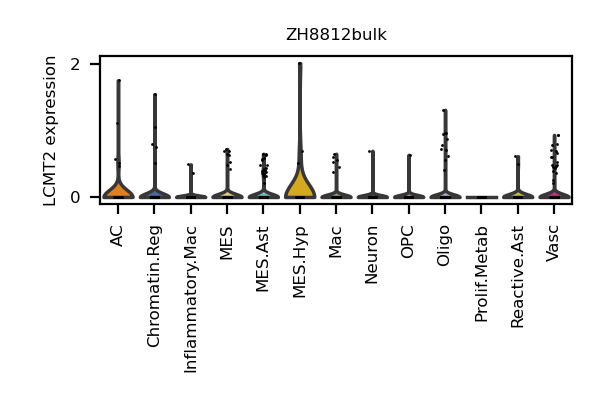 ZH8812bulk
LCMT2 expression
2
0
AC
Chromatin.Reg
Inflammatory.Mac
MES
MES.Ast
MES.Hyp
Mac
Neuron
OPC
Oligo
Prolif.Metab
Reactive.Ast
Vasc